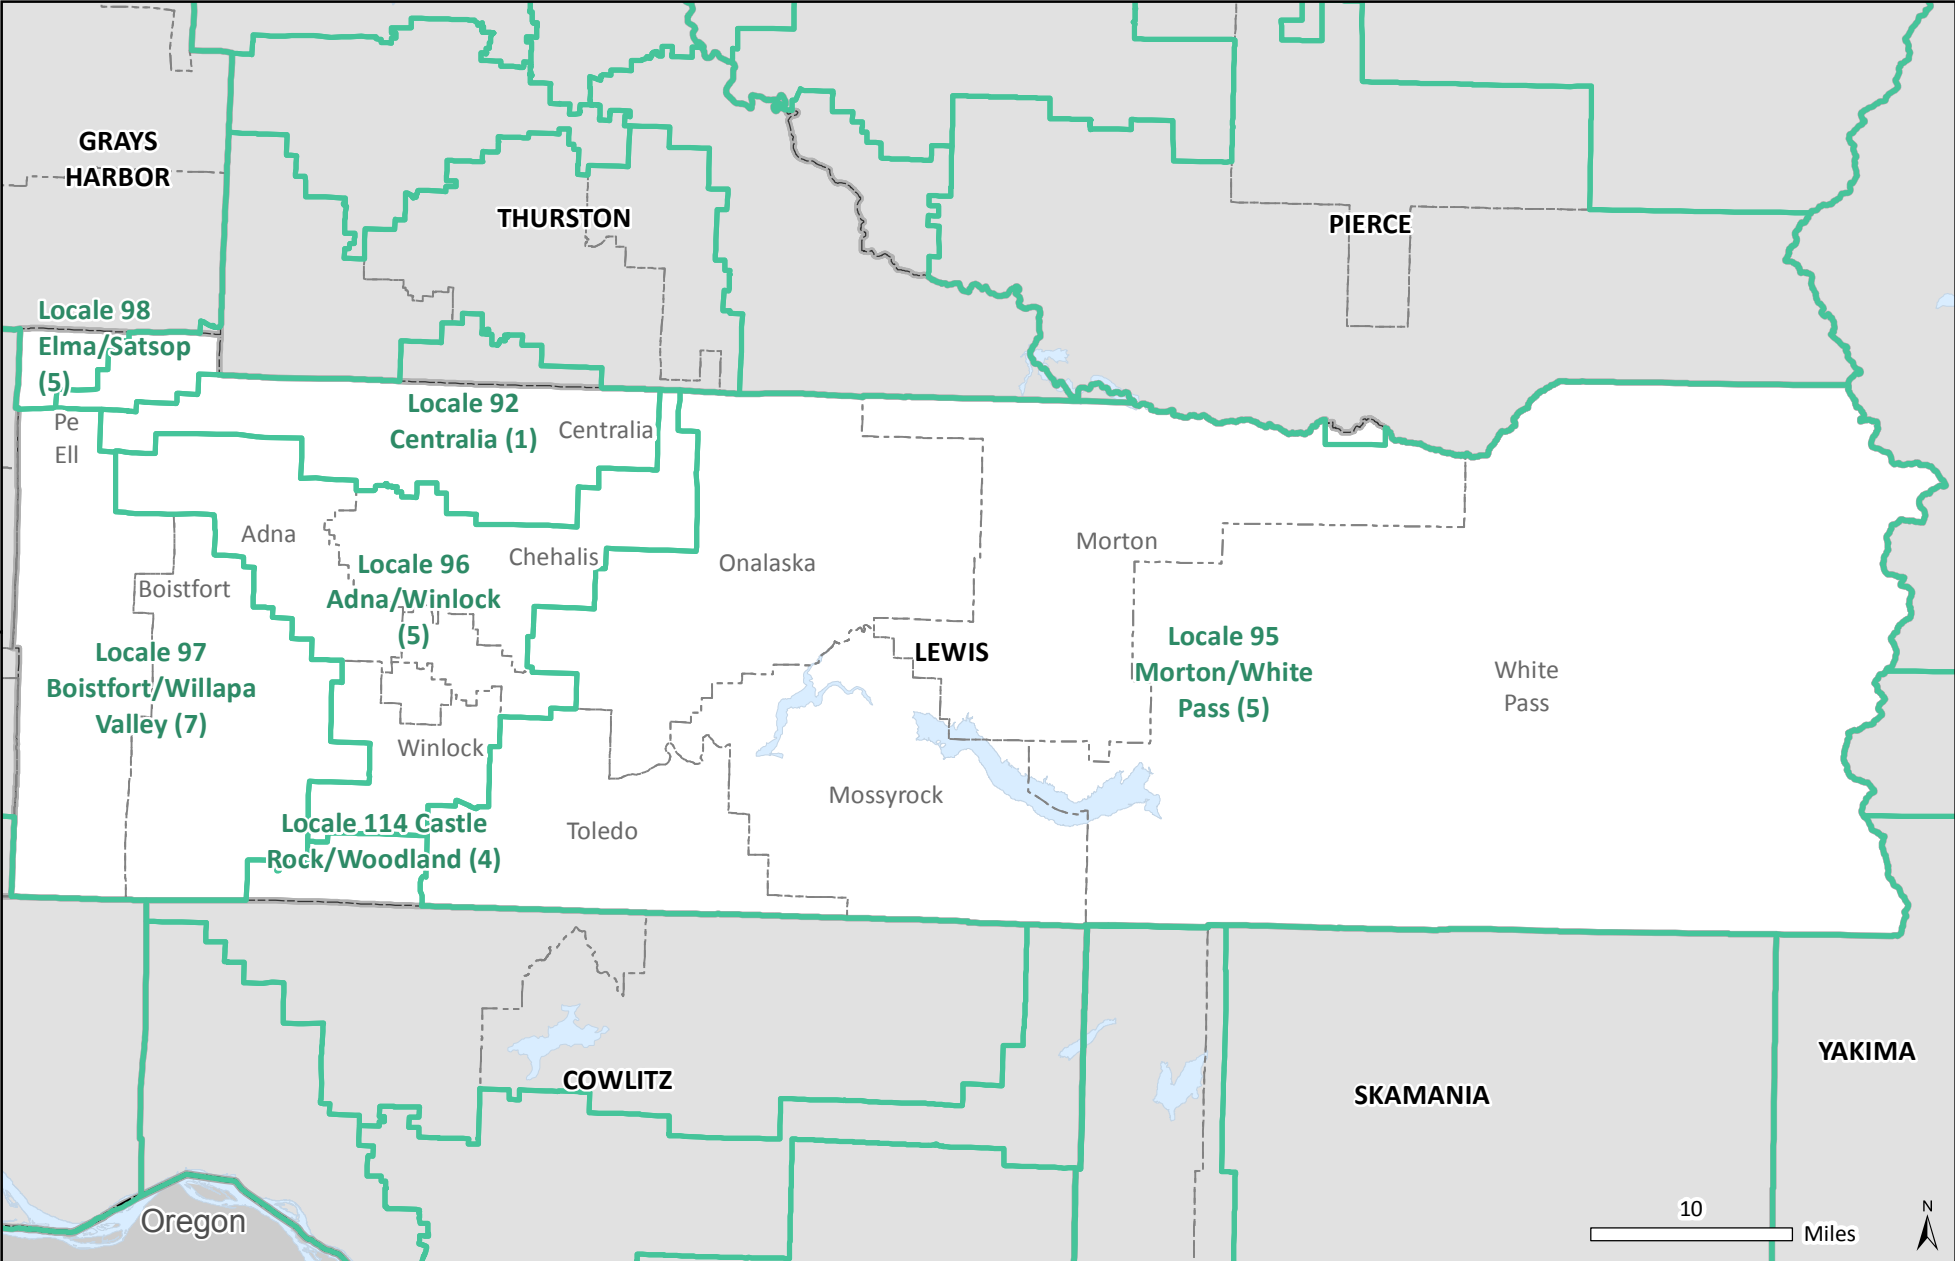 GRAYS
HARBOR
THURSTON
PIERCE
Locale 98
Elma/Satsop
(5)
Pe
Ell
Locale 92
Centralia (1)
Centralia
Adna
Chehalis
Onalaska
Morton
Locale 96
Adna/Winlock
(5)
Boistfort
Locale 97
Boistfort/Willapa
Valley (7)
LEWIS
Locale 95
Morton/White
Pass (5)
White
Pass
Winlock
Mossyrock
Locale 114 Castle
Rock/Woodland (4)
Toledo
COWLITZ
SKAMANIA
YAKIMA
Oregon
10
Miles
N